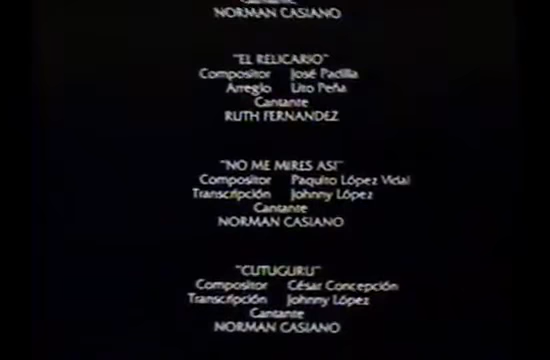 Cantante
NORMAN CASIANO
"EL RELICARIO"
Compositor José Padilla
Arreglo Lito Peña
Cantante
RUTH FERNANDEZ
"NO ME MIRES ASI"
Compositor Paquito López Vidal
Transcripción Johnny López
Cantante
NORMAN CASIANO
"CUTUGURU"
Compositor César Concepción
Transcripción Johnny López
Cantante
NORMAN CASIANO